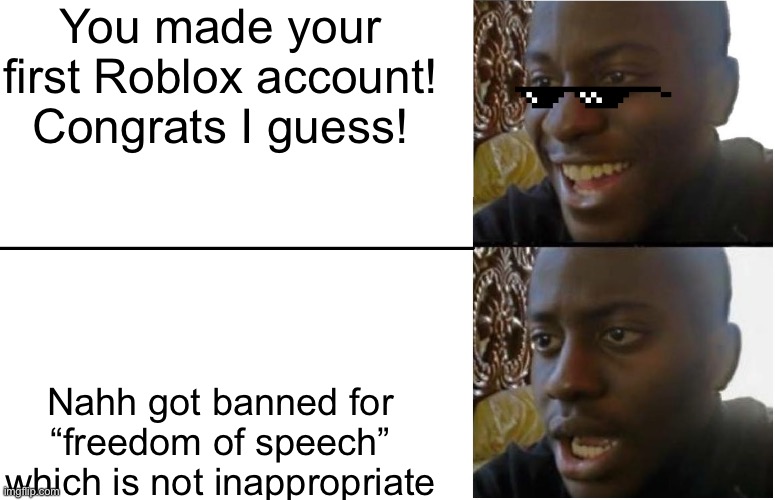 You made your
first Roblox account!
Congrats I guess!
Nahh got banned for
“freedom of speech”
which is not inappropriate
imgflip.com